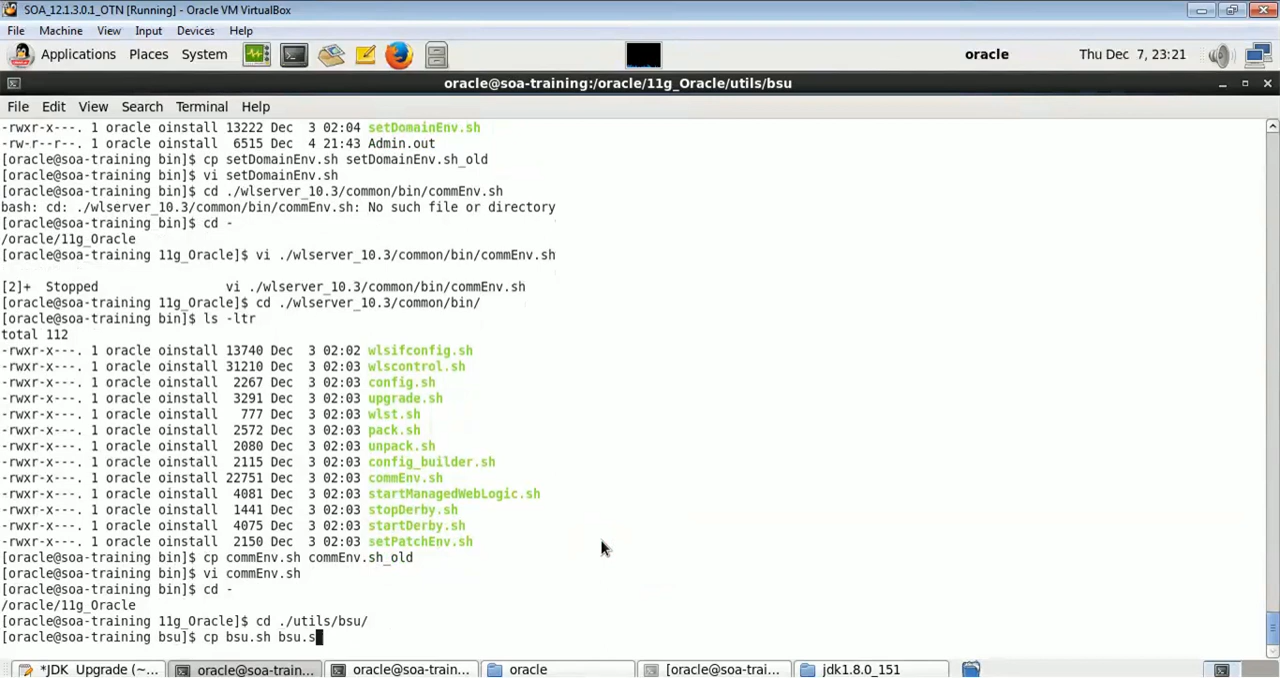 SOA_12.1.3.0.1_OTN [Running] - Oracle VM VirtualBox
File Machine View Input Devices Help
Applications Places System oracle Thu Dec 7, 23:21
oracle@soa-training:/oracle/11g_Oracle/utils/bsu
File Edit View Search Terminal Help
-rwxr-x---. 1 oracle oinstall 13222 Dec  3 02:04 setDomainEnv.sh
-rw-r--r--. 1 oracle oinstall  6515 Dec  4 21:43 Admin.out
[oracle@soa-training bin]$ cp setDomainEnv.sh setDomainEnv.sh_old
[oracle@soa-training bin]$ vi setDomainEnv.sh
[oracle@soa-training bin]$ cd ./wlserver_10.3/common/bin/commEnv.sh
bash: cd: ./wlserver_10.3/common/bin/commEnv.sh: No such file or directory
[oracle@soa-training bin]$ cd -
/oracle/11g_Oracle
[oracle@soa-training 11g_Oracle]$ vi ./wlserver_10.3/common/bin/commEnv.sh
[2]+  Stopped                 vi ./wlserver_10.3/common/bin/commEnv.sh
[oracle@soa-training 11g_Oracle]$ cd ./wlserver_10.3/common/bin/
[oracle@soa-training bin]$ ls -ltr
total 112
-rwxr-x---. 1 oracle oinstall 13740 Dec  3 02:02 wlsifconfig.sh
-rwxr-x---. 1 oracle oinstall 31210 Dec  3 02:03 wlscontrol.sh
-rwxr-x---. 1 oracle oinstall  2267 Dec  3 02:03 config.sh
-rwxr-x---. 1 oracle oinstall  3291 Dec  3 02:03 upgrade.sh
-rwxr-x---. 1 oracle oinstall   777 Dec  3 02:03 wlst.sh
-rwxr-x---. 1 oracle oinstall  2572 Dec  3 02:03 pack.sh
-rwxr-x---. 1 oracle oinstall  2080 Dec  3 02:03 unpack.sh
-rwxr-x---. 1 oracle oinstall  2115 Dec  3 02:03 config_builder.sh
-rwxr-x---. 1 oracle oinstall 22751 Dec  3 02:03 commEnv.sh
-rwxr-x---. 1 oracle oinstall  4081 Dec  3 02:03 startManagedWebLogic.sh
-rwxr-x---. 1 oracle oinstall  1441 Dec  3 02:03 stopDerby.sh
-rwxr-x---. 1 oracle oinstall  4075 Dec  3 02:03 startDerby.sh
-rwxr-x---. 1 oracle oinstall  2150 Dec  3 02:03 setPatchEnv.sh
[oracle@soa-training bin]$ cp commEnv.sh commEnv.sh_old
[oracle@soa-training bin]$ vi commEnv.sh
[oracle@soa-training bin]$ cd -
/oracle/11g_Oracle
[oracle@soa-training 11g_Oracle]$ cd ./utils/bsu/
[oracle@soa-training bsu]$ cp bsu.sh bsu.s
*JDK Upgrade (~... oracle@soa-train... oracle@soa-train... oracle [oracle@soa-trai... jdk1.8.0_151